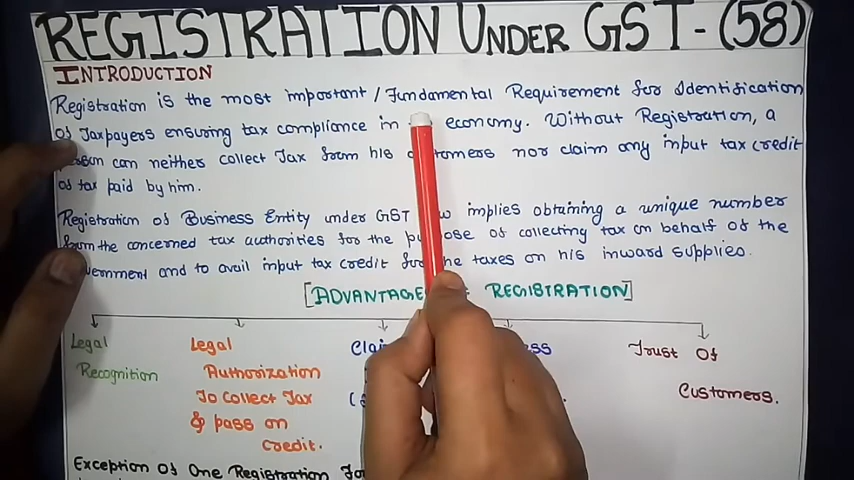 REGISTRATION UNDER GST - (58)
INTRODUCTION
Registration is the most important / Fundamental Requirement for Identification
of Taxpayers ensuring tax compliance in economy. Without Registration, a
can neither collect Tax from his customers nor claim any input tax credit
of tax paid by him.
Registration of Business Entity under GST implies obtaining a unique number
from the concerned tax authorities for the purpose of collecting tax on behalf of the
Government and to avail input tax credit for the taxes on his inward supplies.
[ADVANTAGE REGISTRATION]
Legal
Recognition
Legal
Authorization
To Collect Tax
& pass on
credit.
Trust Of
Customers.
Exception Of One Registration